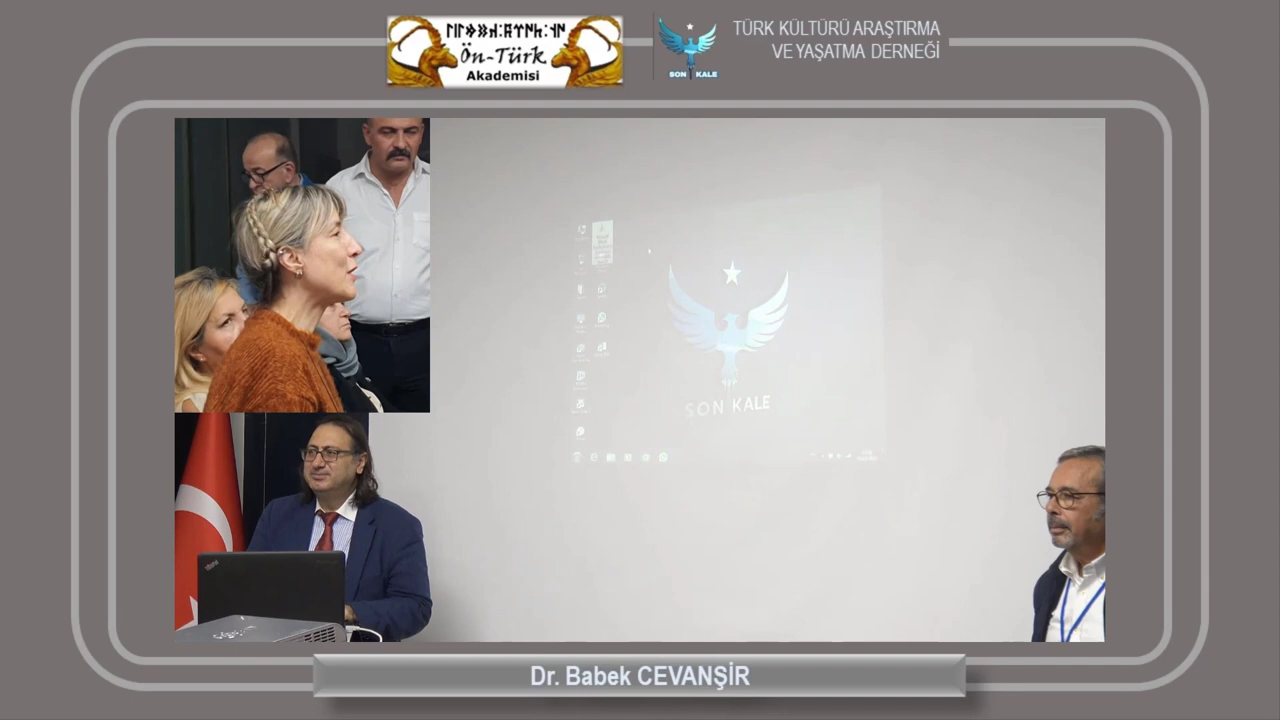 Ön-Türk
Akademisi
SON KALE
TÜRK KÜLTÜRÜ ARAŞTIRMA
VE YAŞATMA DERNEĞİ
SON KALE
Dr. Babek CEVANŞİR